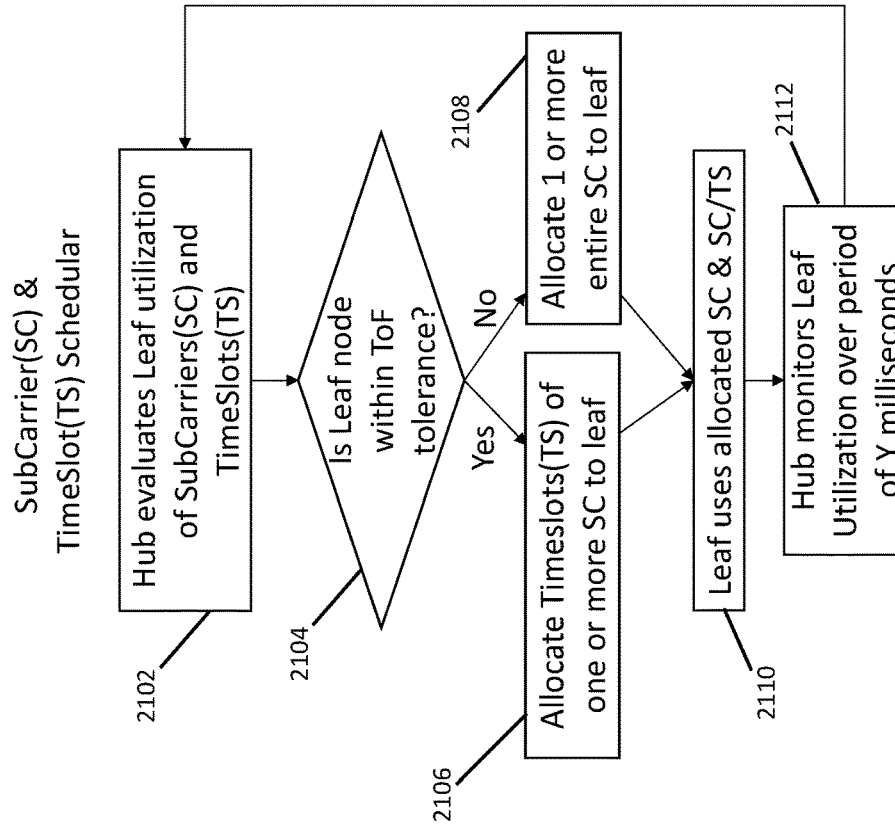 SubCarrier(SC) &
TimeSlot(TS) Schedular
2102
Hub evaluates Leaf utilization
of SubCarriers(SC) and
TimeSlots(TS)
2104
Is Leaf node
within ToF
tolerance?
Yes
No
2106
Allocate Timeslots(TS) of
one or more SC to leaf
2108
Allocate 1 or more
entire SC to leaf
2110
Leaf uses allocated SC & SC/TS
2112
Hub monitors Leaf
Utilization over period
of Y milliseconds